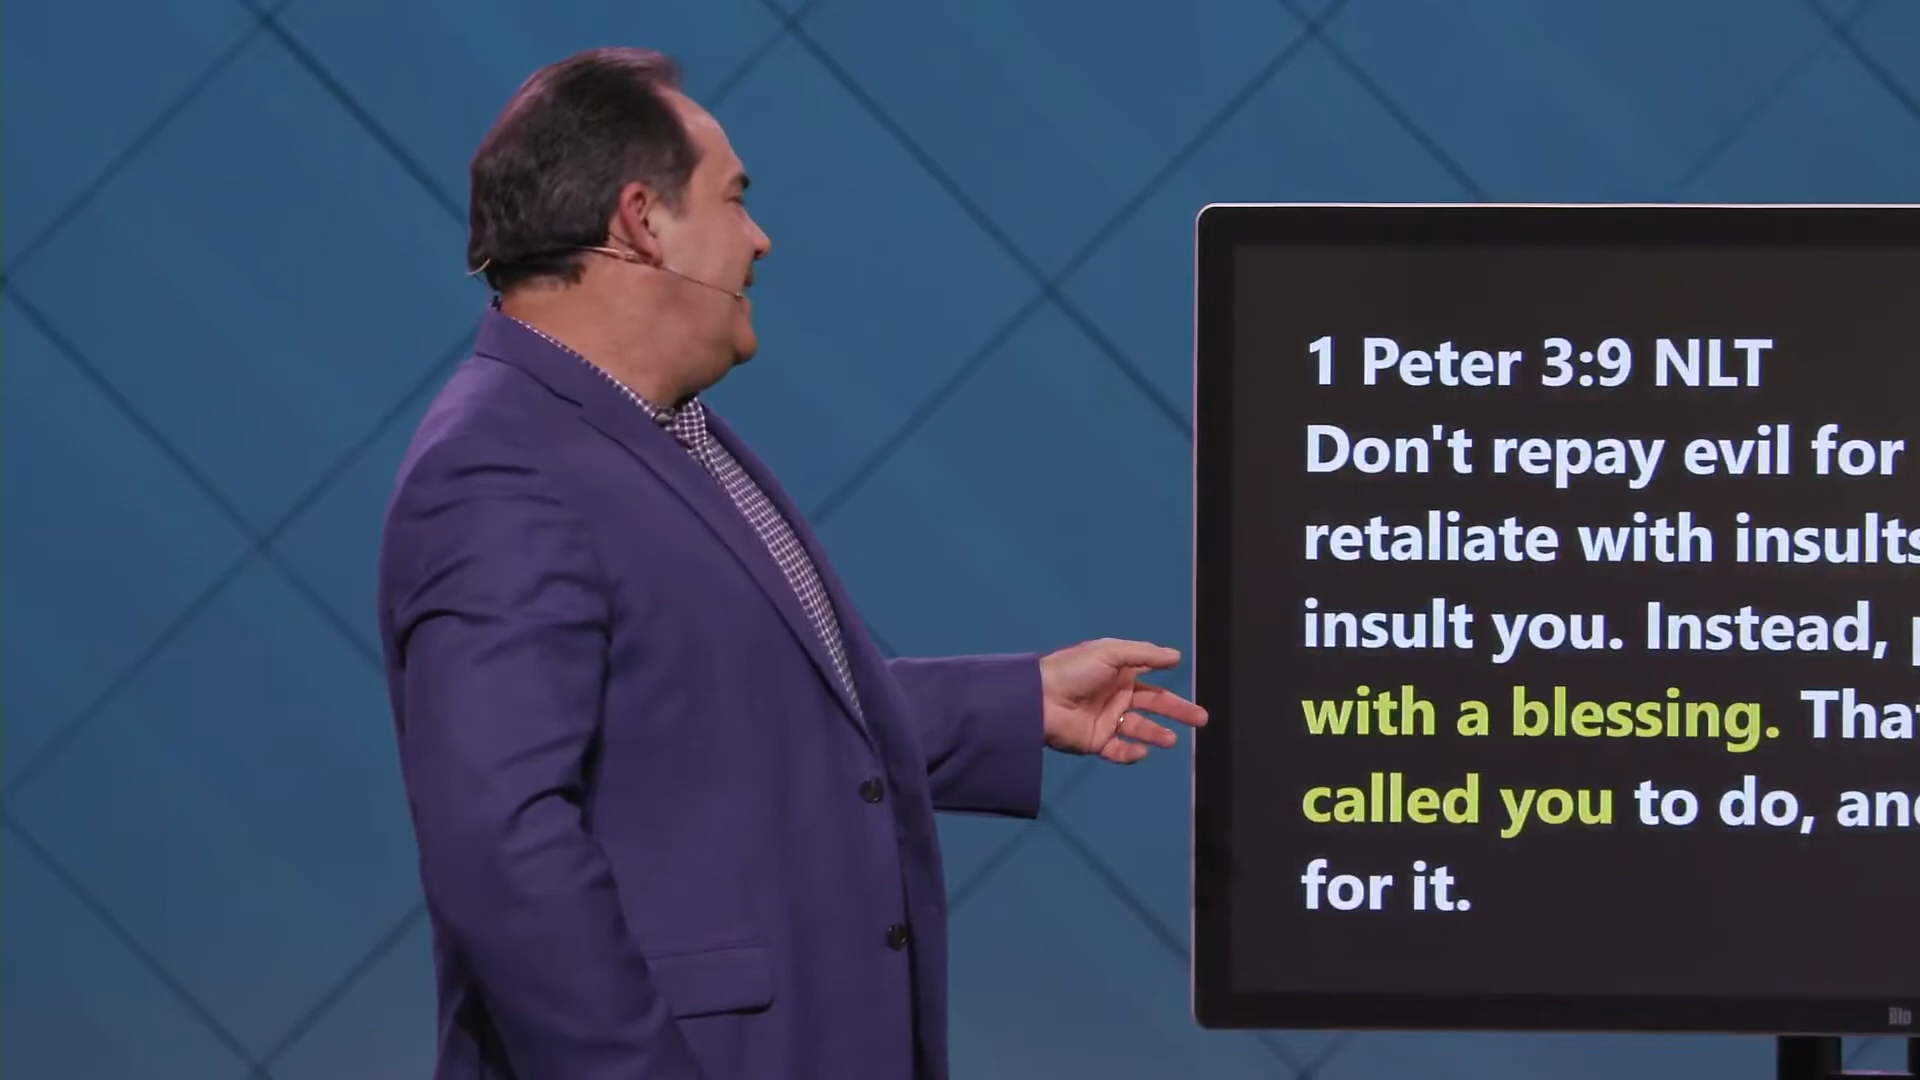 1 Peter 3:9 NLT
Don't repay evil for
retaliate with insults
insult you. Instead,
with a blessing. That
called you to do, and
for it.
elo